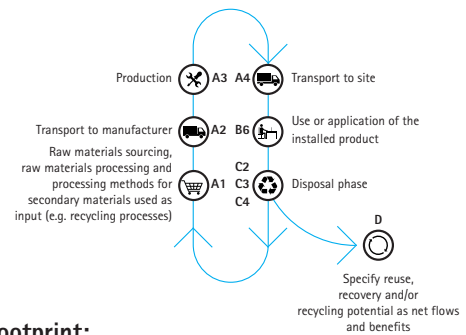 Production
A3
A4
Transport to site
Transport to manufacturer
A2
B6
Use or application of the
installed product
Raw materials sourcing,
raw materials processing and
processing methods for
secondary materials used as
input (e.g. recycling processes)
A1
C2
C3
C4
Disposal phase
D
Specify reuse,
recovery and/or
recycling potential as net flows
and benefits
ootprint: